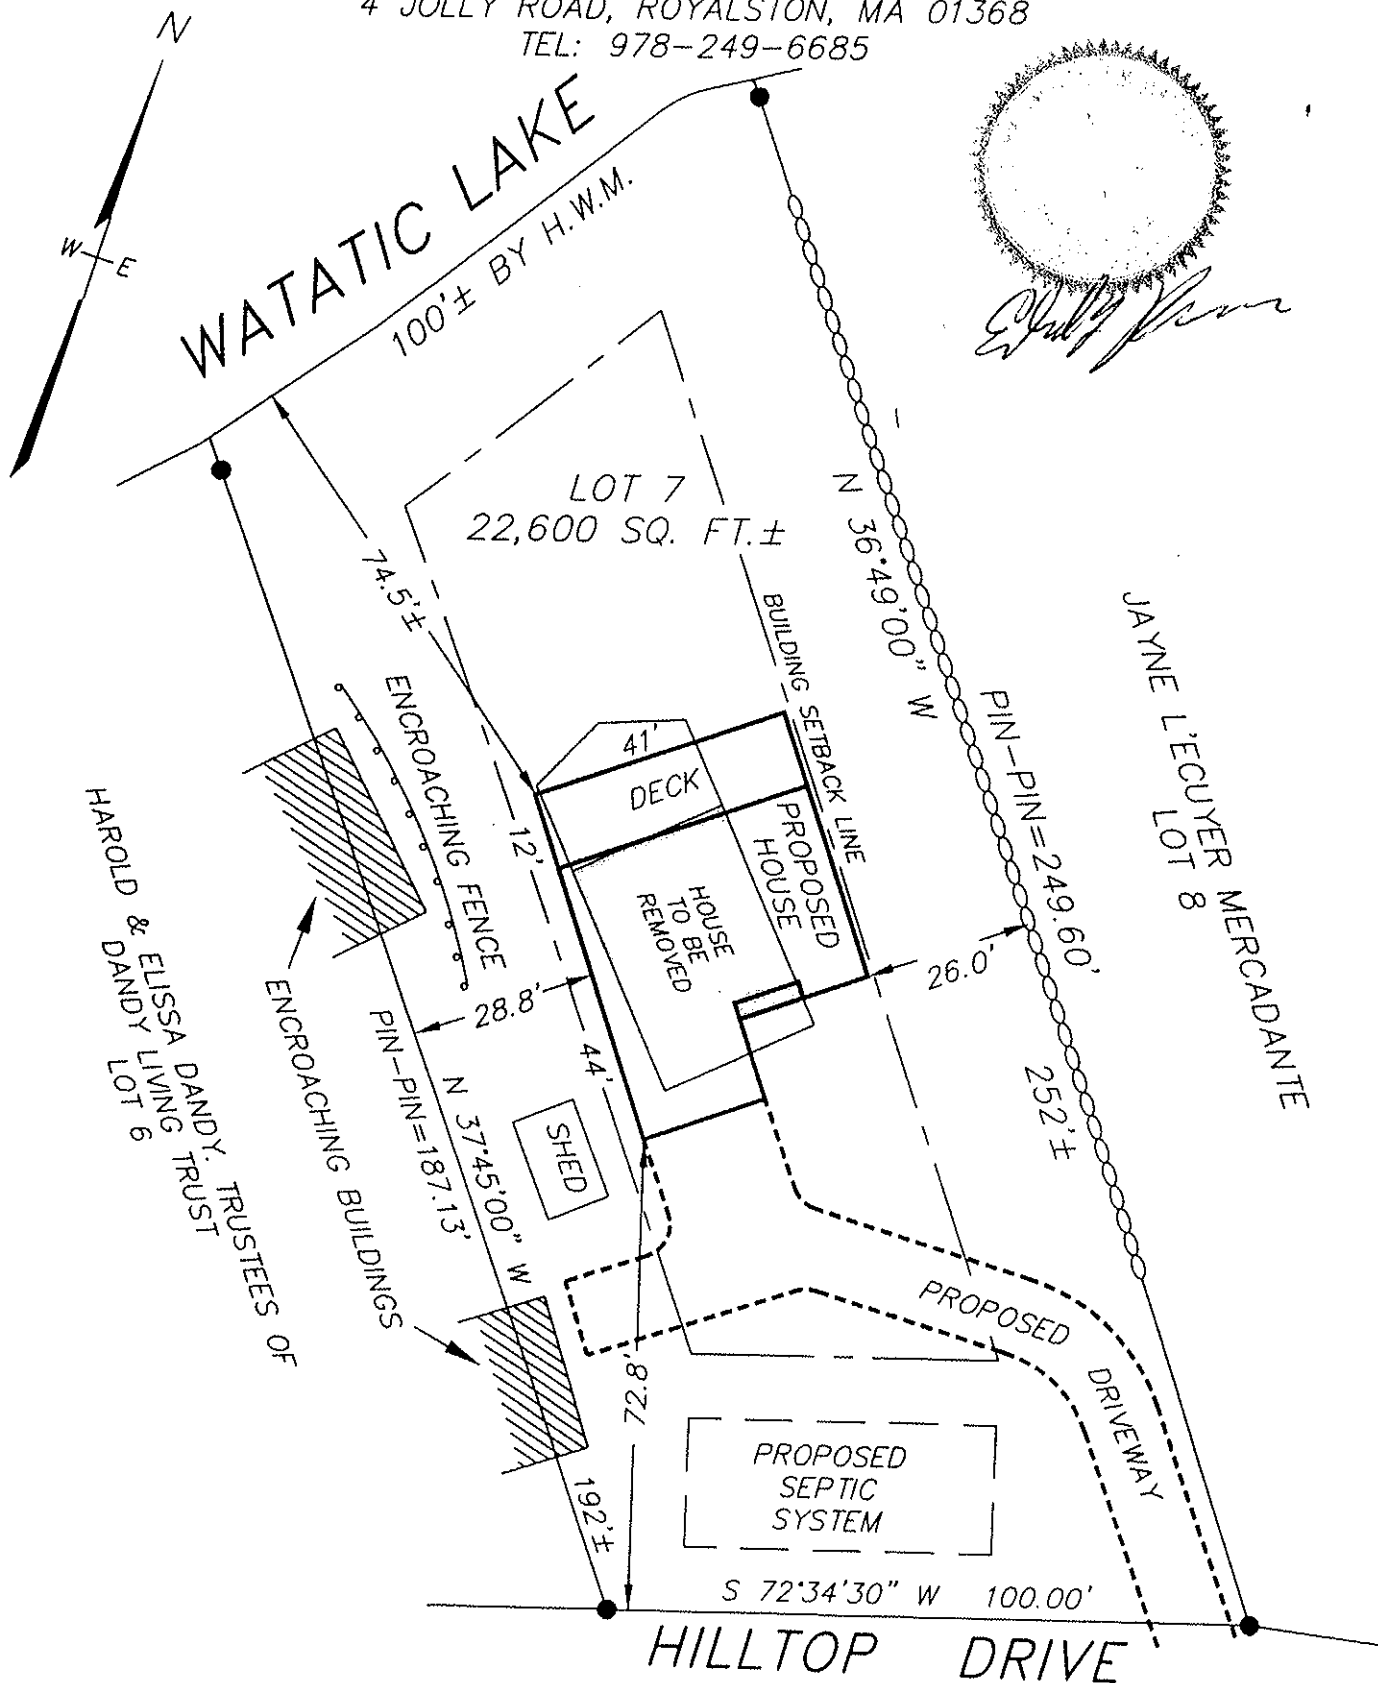 4 JOLLY ROAD, ROYALSTON, MA 01368
TEL: 978-249-6685
N
W E
WATATIC LAKE
100'± BY H.W.M.
LOT 7
22,600 SQ. FT.±
74.5'±
N 36°49'00" W
BUILDING SETBACK LINE
PIN-PIN=249.60'
JAYNE L'ECUYER MERCADANTE
LOT 8
ENCROACHING FENCE
41'
DECK
12'
PROPOSED
HOUSE
HOUSE
TO BE
REMOVED
26.0'
28.8'
44'
252'±
HAROLD & ELISSA DANDY, TRUSTEES OF
DANDY LIVING TRUST
LOT 6
ENCROACHING BUILDINGS
PIN-PIN=187.13'
N 37°45'00" W
SHED
PROPOSED
DRIVEWAY
72.8'
PROPOSED
SEPTIC
SYSTEM
192'±
S 72°34'30" W 100.00'
HILLTOP DRIVE